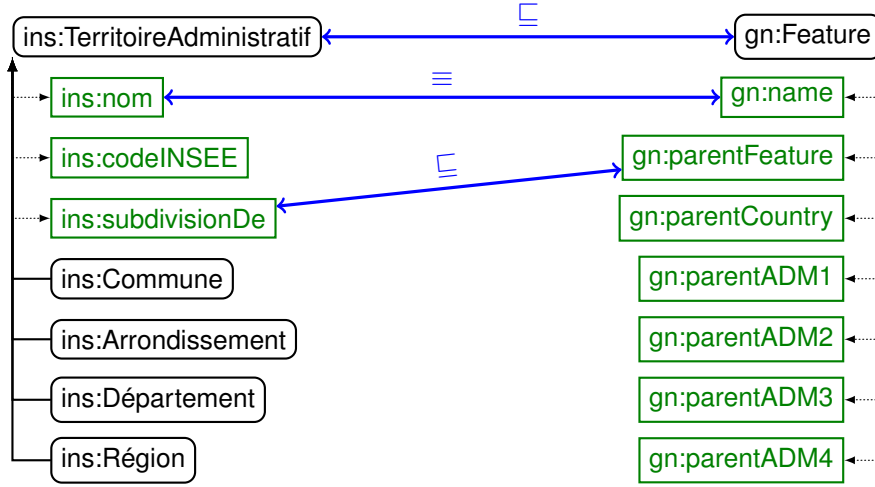 ⊑
ins:TerritoireAdministratif gn:Feature
≡
ins:nom gn:name
ins:codeINSEE gn:parentFeature
⊑
ins:subdivisionDe gn:parentCountry
ins:Commune gn:parentADM1
ins:Arrondissement gn:parentADM2
ins:Département gn:parentADM3
ins:Région gn:parentADM4